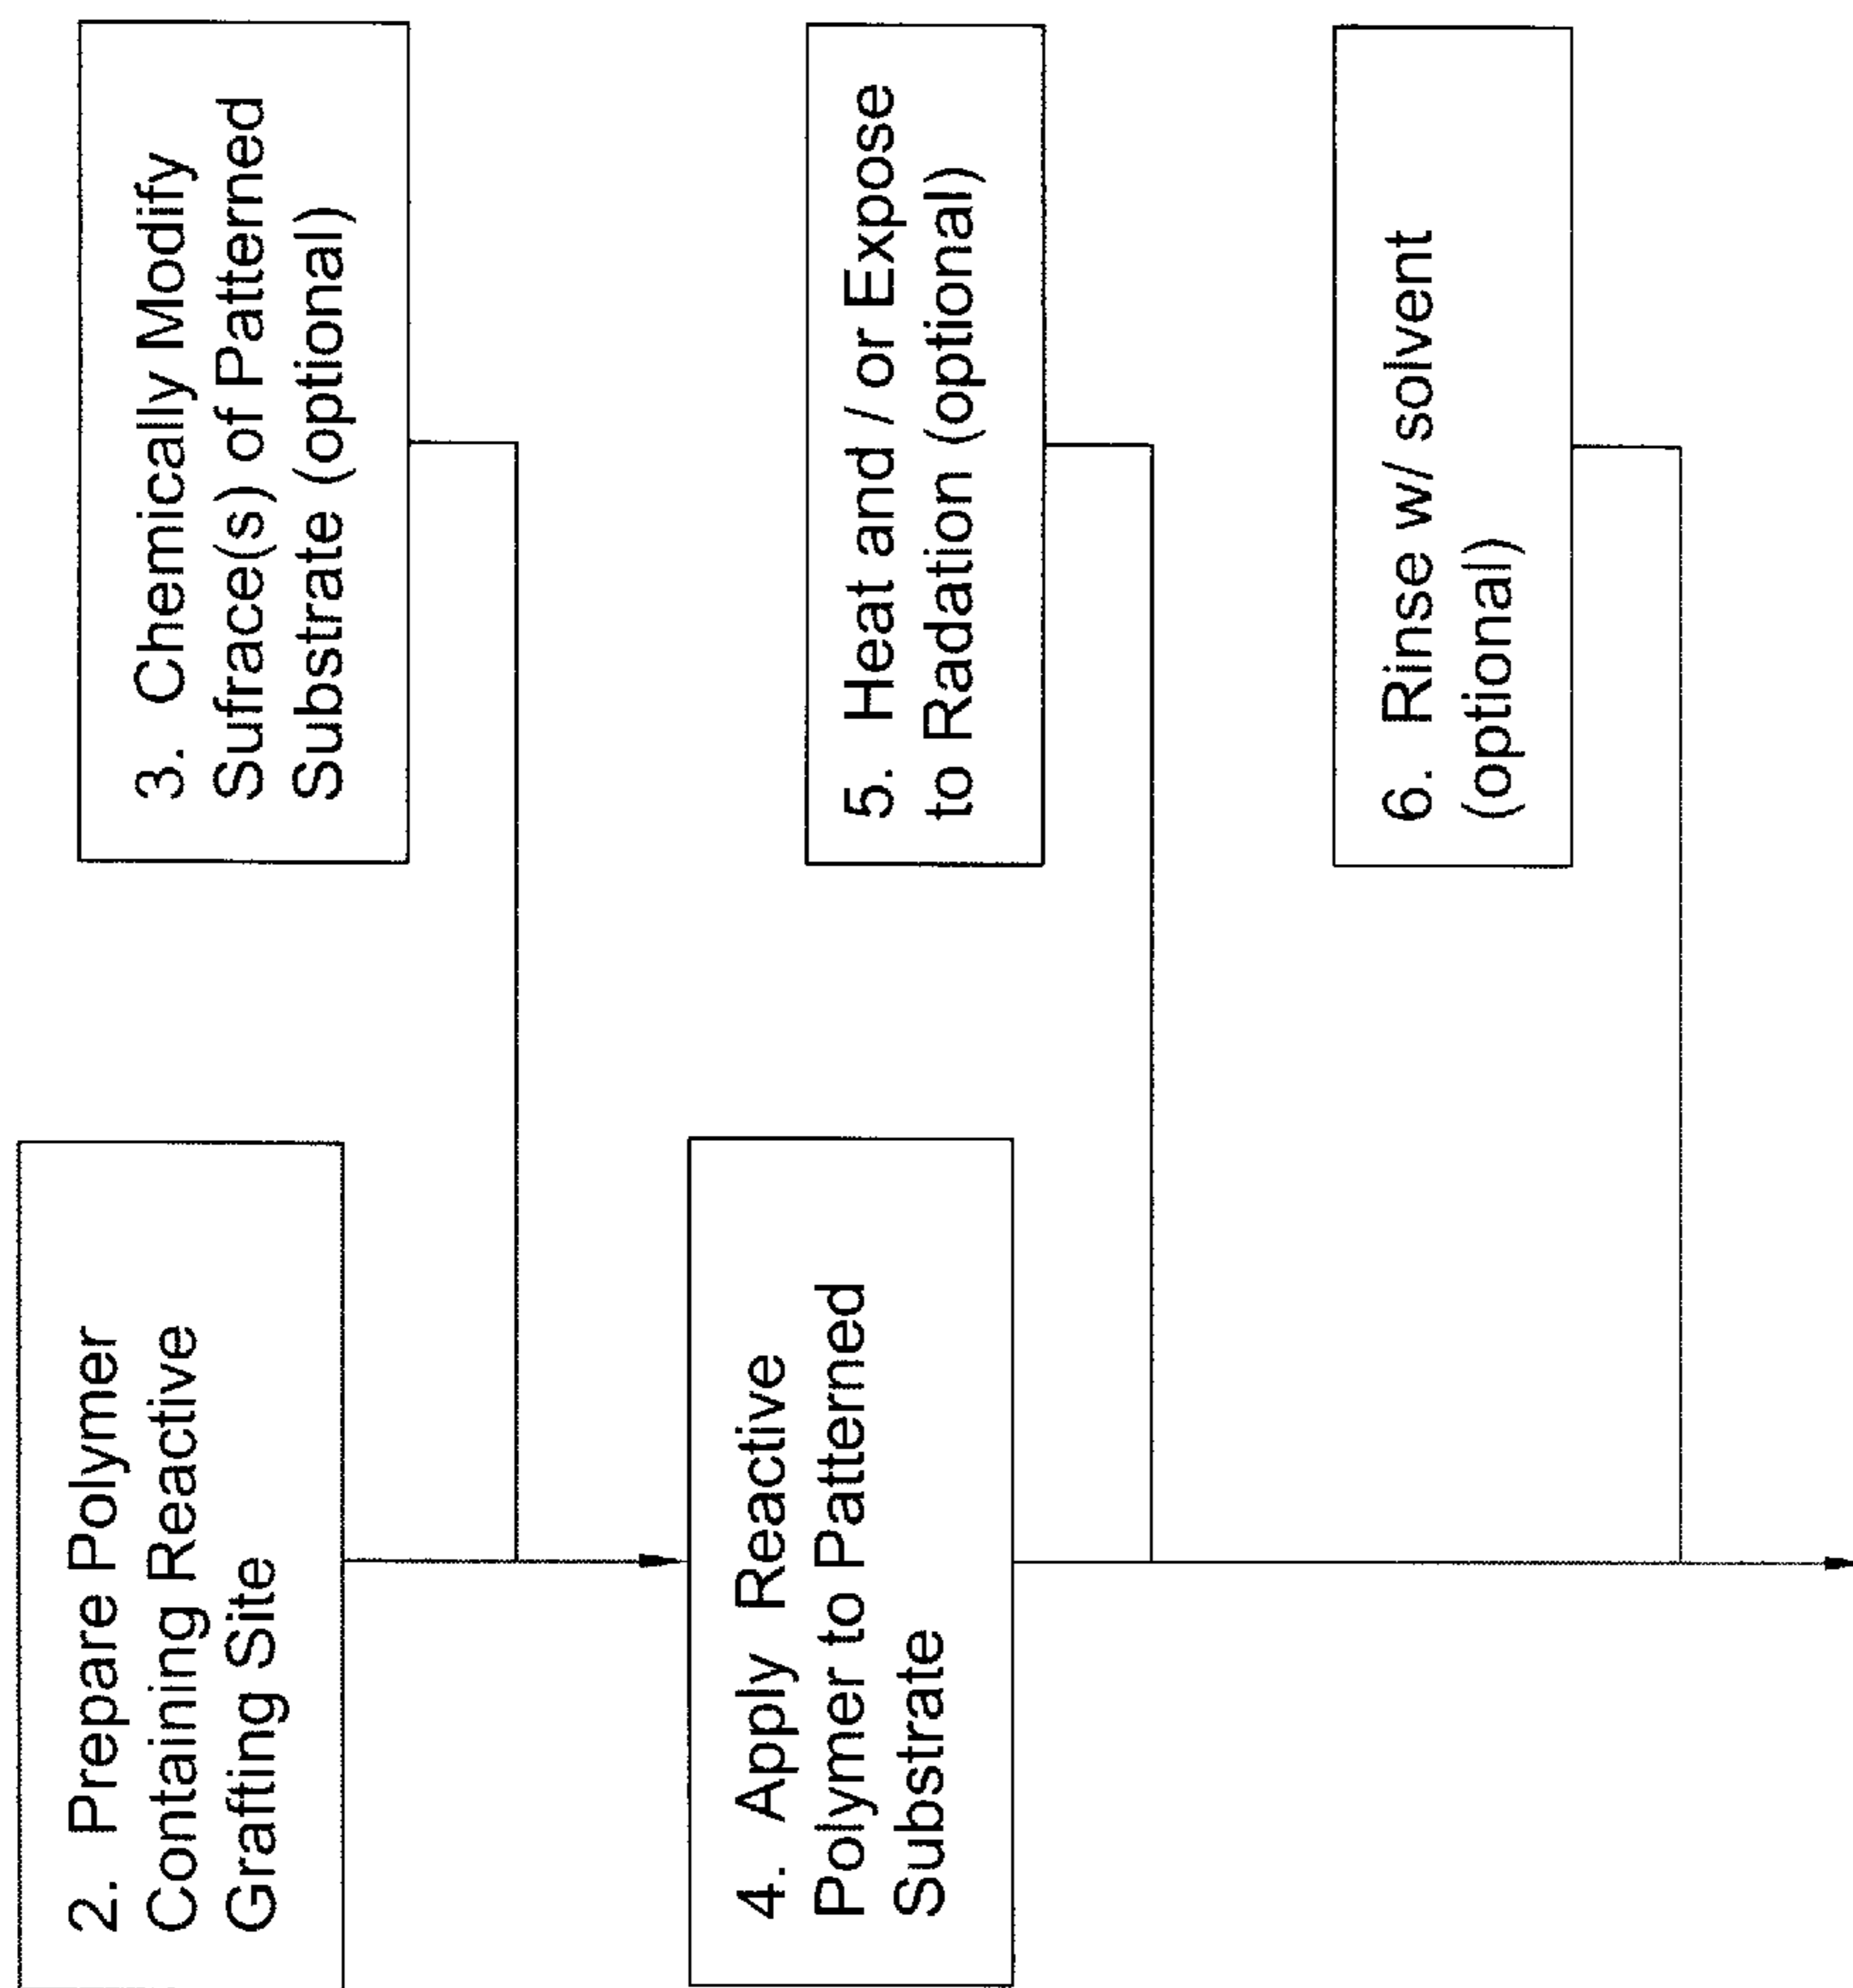 2. Prepare Polymer
Containing Reactive
Grafting Site
3. Chemically Modify
Sufrace(s) of Patterned
Substrate (optional)
4. Apply Reactive
Polymer to Patterned
Substrate
5. Heat and / or Expose
to Radation (optional)
6. Rinse w/ solvent
(optional)